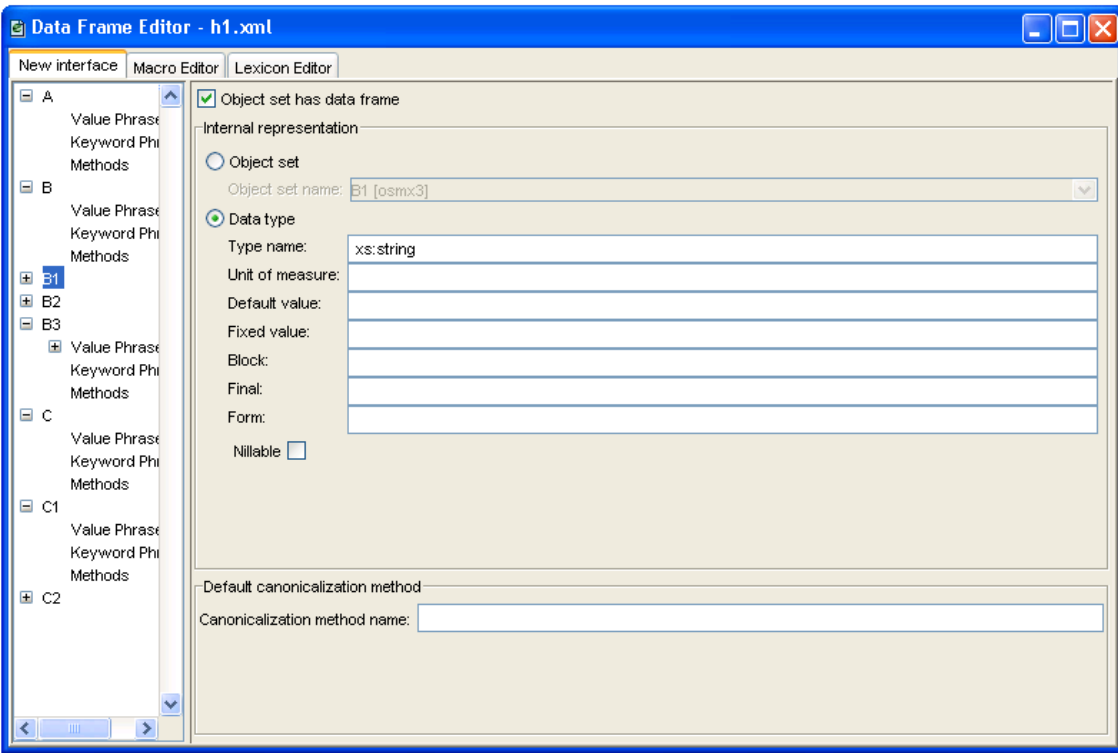 Data Frame Editor - h1.xml
New interface Macro Editor Lexicon Editor
A
Value Phrase
Keyword Phr
Methods
B
Value Phrase
Keyword Phr
Methods
B1
B2
B3
Value Phrase
Keyword Phr
Methods
C
Value Phrase
Keyword Phr
Methods
C1
Value Phrase
Keyword Phr
Methods
C2
Object set has data frame
Internal representation
Object set
Object set name: B1 [osmx3]
Data type
Type name: xs:string
Unit of measure:
Default value:
Fixed value:
Block:
Final:
Form:
Nillable
Default canonicalization method
Canonicalization method name: